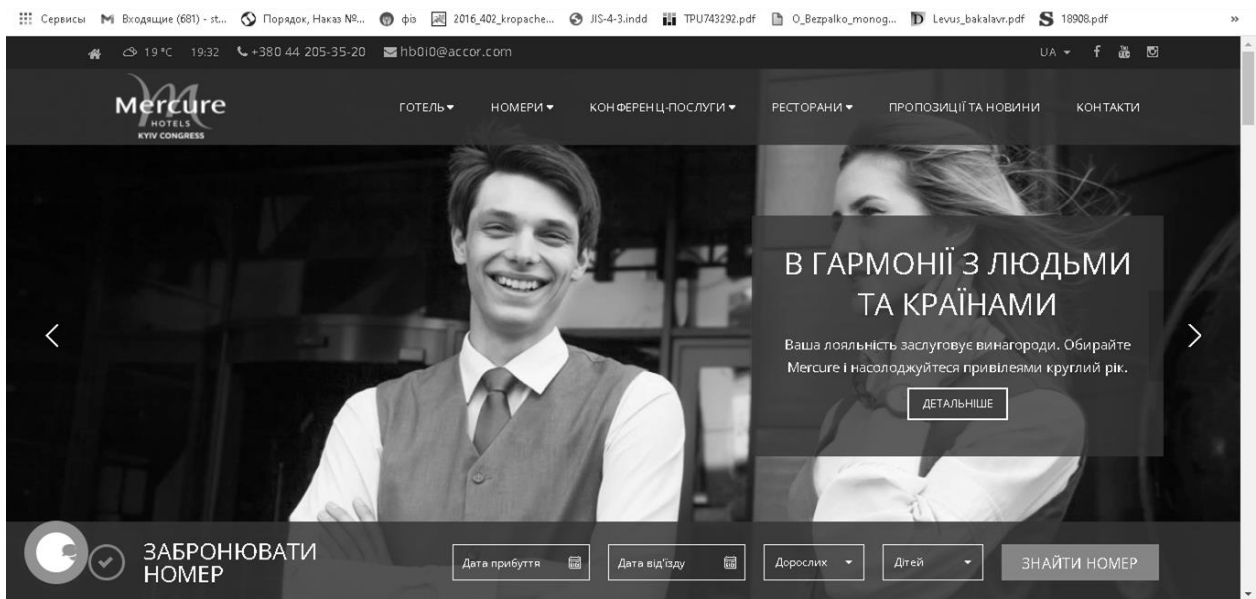 Сервисы Входящие (681) - st... Порядок, Наказ №... фіз 2016_402_kropache... JIS-4-3.indd TPU743292.pdf O_Bezpalko_monog... Levus_bakalavr.pdf 18908.pdf »
19 °C 19:32 +380 44 205-35-20 hb0i0@accor.com UA
Mercure
HOTELS
KYIV CONGRESS
ГОТЕЛЬ НОМЕРИ КОНФЕРЕНЦ-ПОСЛУГИ РЕСТОРАНИ ПРОПОЗИЦІЇ ТА НОВИНИ КОНТАКТИ
В ГАРМОНІЇ З ЛЮДЬМИ
ТА КРАЇНАМИ
Ваша лояльність заслуговує винагороди. Обирайте
Mercure і насолоджуйтеся привілеями круглий рік.
ДЕТАЛЬНІШЕ
ЗАБРОНЮВАТИ
НОМЕР
Дата прибуття Дата від'їзду Дорослих Дітей ЗНАЙТИ НОМЕР